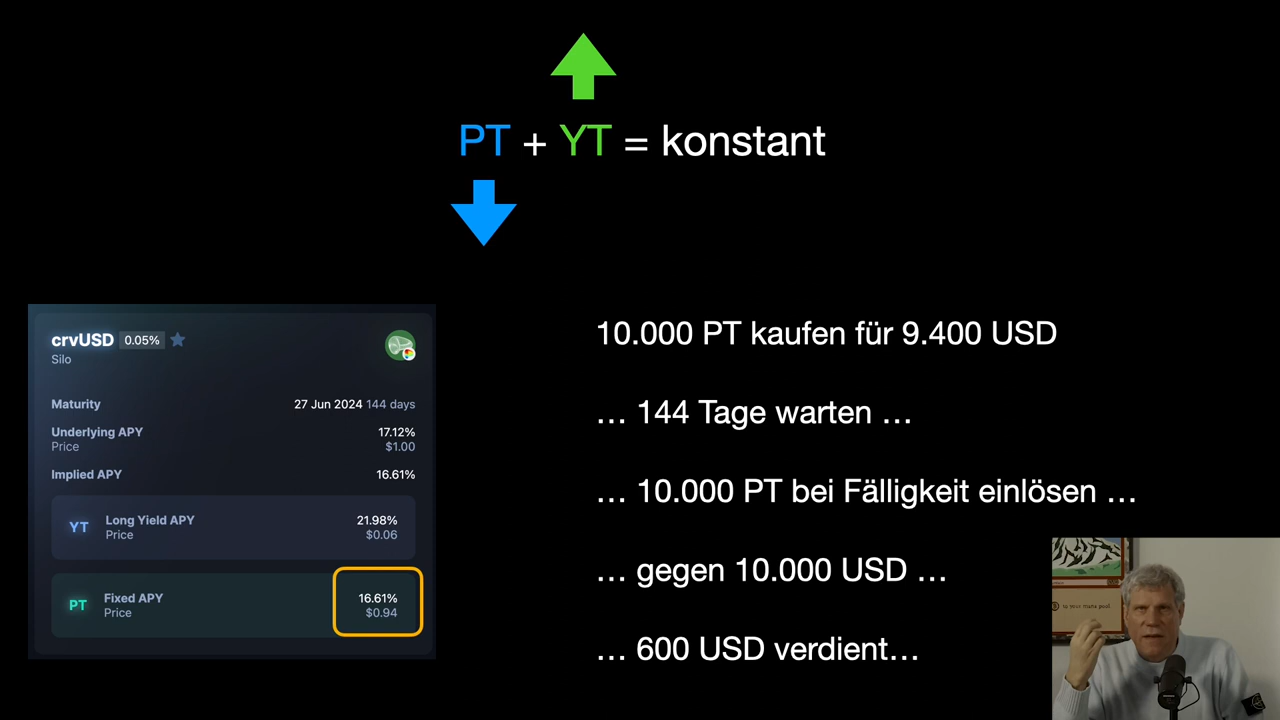 PT + YT = konstant
crvUSD 0.05%
Silo
Maturity 27 Jun 2024 144 days
Underlying APY 17.12%
Price $1.00
Implied APY 16.61%
YT Long Yield APY 21.98%
Price $0.06
PT Fixed APY 16.61%
Price $0.94
10.000 PT kaufen für 9.400 USD
… 144 Tage warten …
… 10.000 PT bei Fälligkeit einlösen …
… gegen 10.000 USD …
… 600 USD verdient…